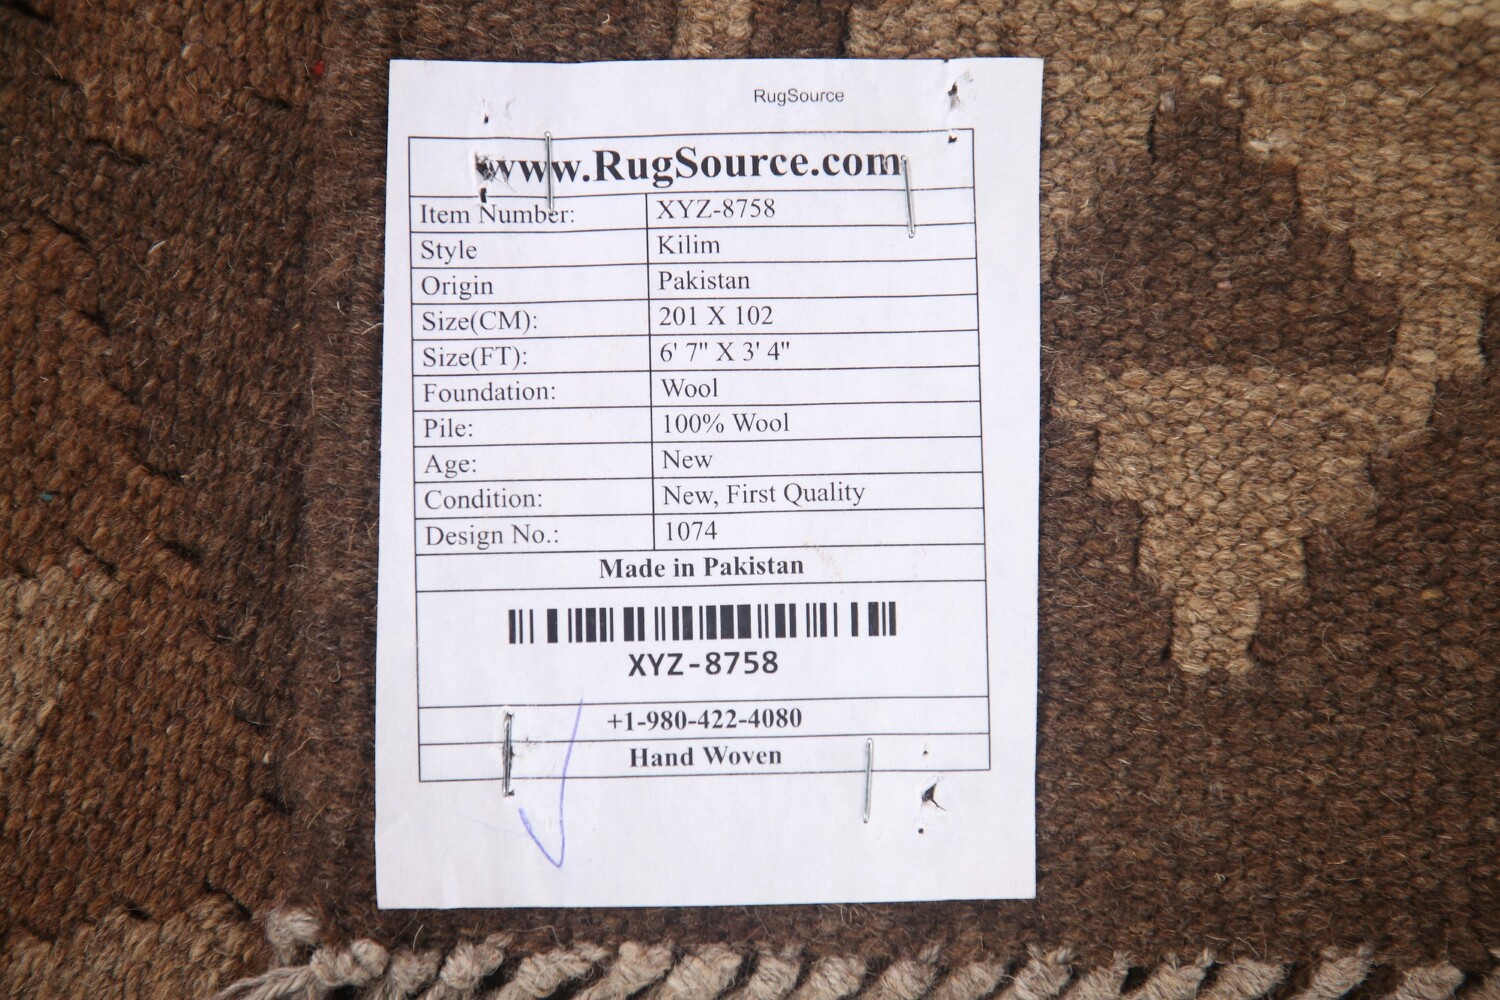 RugSource
www.RugSource.com
Item Number: XYZ-8758
Style Kilim
Origin Pakistan
Size(CM): 201 X 102
Size(FT): 6' 7" X 3' 4"
Foundation: Wool
Pile: 100% Wool
Age: New
Condition: New, First Quality
Design No.: 1074
Made in Pakistan
XYZ-8758
+1-980-422-4080
Hand Woven